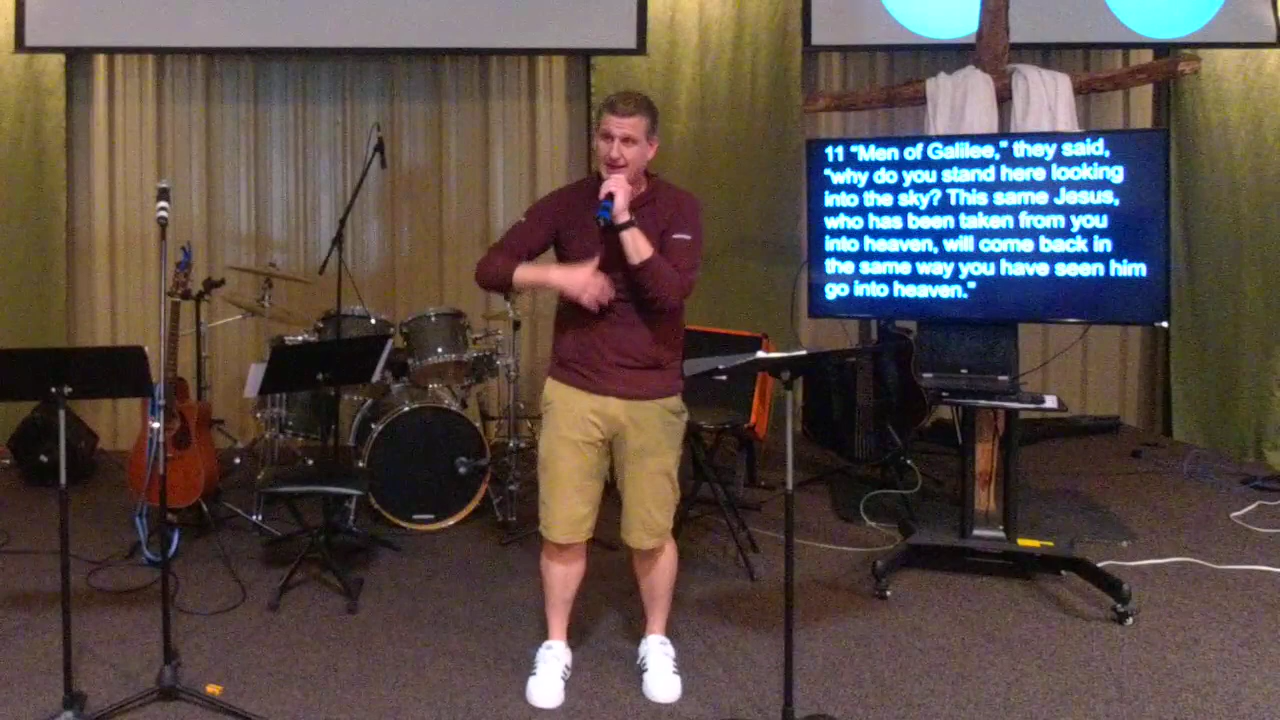 11 “Men of Galilee,” they said,
“why do you stand here looking
into the sky? This same Jesus,
who has been taken from you
into heaven, will come back in
the same way you have seen him
go into heaven.”